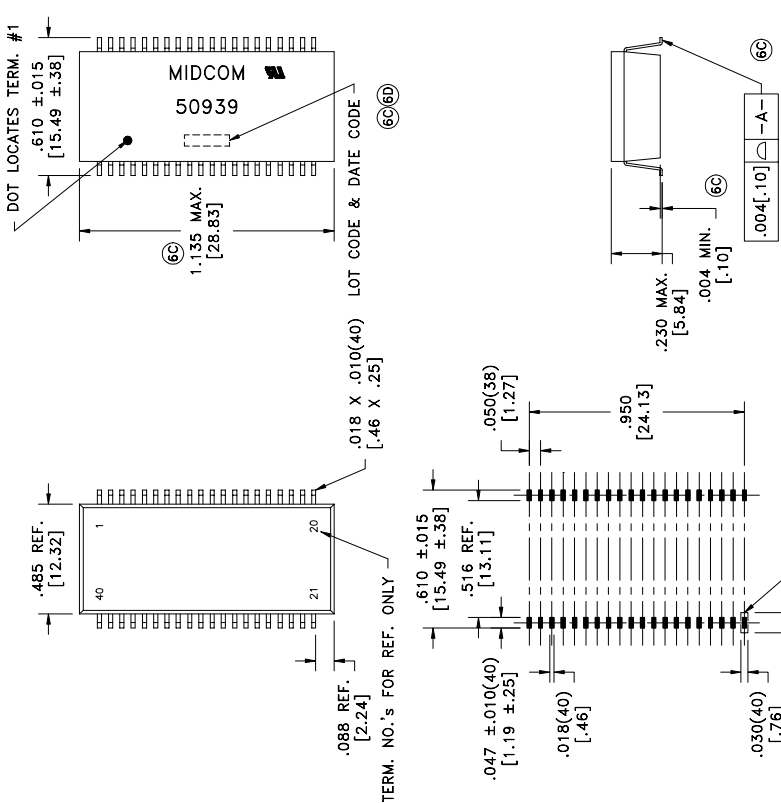 DOT LOCATES TERM. #1
.610 ±.015
[15.49 ±.38]
MIDCOM
50939
6C
1.135 MAX.
[28.83]
LOT CODE & DATE CODE
6C 6D
6C
-A-
.004[.10]
6C
.004 MIN.
[.10]
.230 MAX.
[5.84]
.485 REF.
[12.32]
1
40
20
21
.018 X .010(40)
[.46 X .25]
.088 REF.
[2.24]
TERM. NO.'s FOR REF. ONLY
.050(38)
[1.27]
.950
[24.13]
.610 ±.015
[15.49 ±.38]
.516 REF.
[13.11]
.047 ±.010(40)
[1.19 ±.25]
.018(40)
[.46]
.030(40)
[.76]